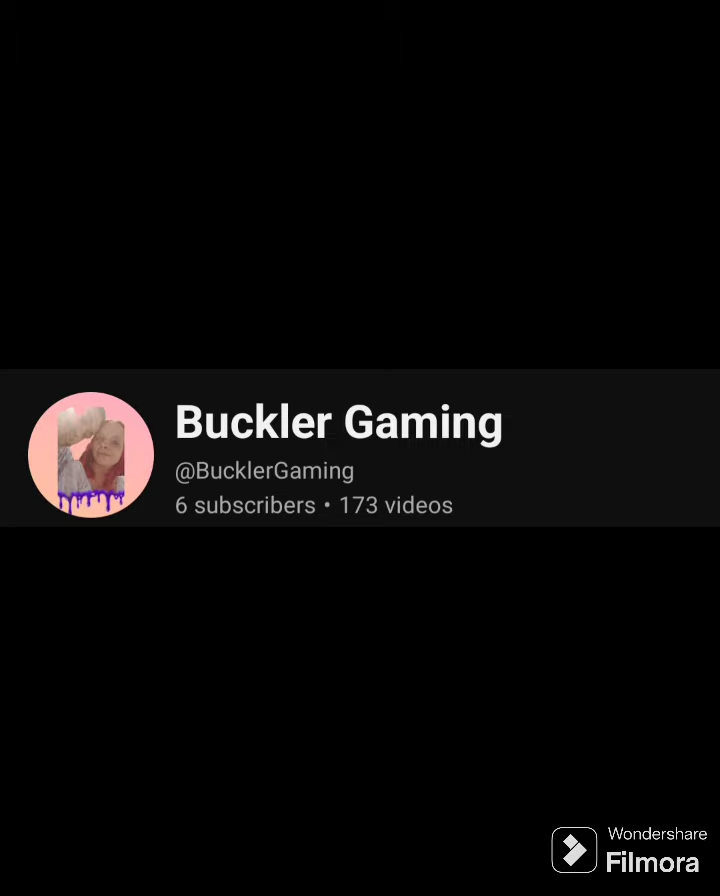 Buckler Gaming
@BucklerGaming
6 subscribers • 173 videos
Wondershare
Filmora